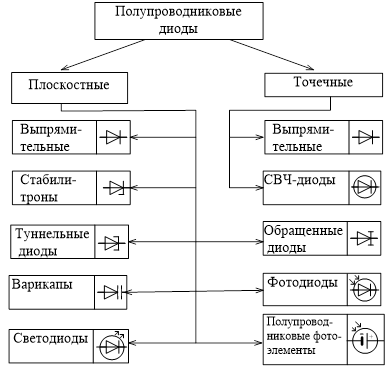 Полупроводниковые
диоды
Плоскостные
Точечные
Выпрями-
тельные
Выпрями-
тельные
Стабили-
троны
СВЧ-диоды
Туннельные
диоды
Обращенные
диоды
Варикапы
Фотодиоды
Светодиоды
Полупровод-
никовые фото-
элементы